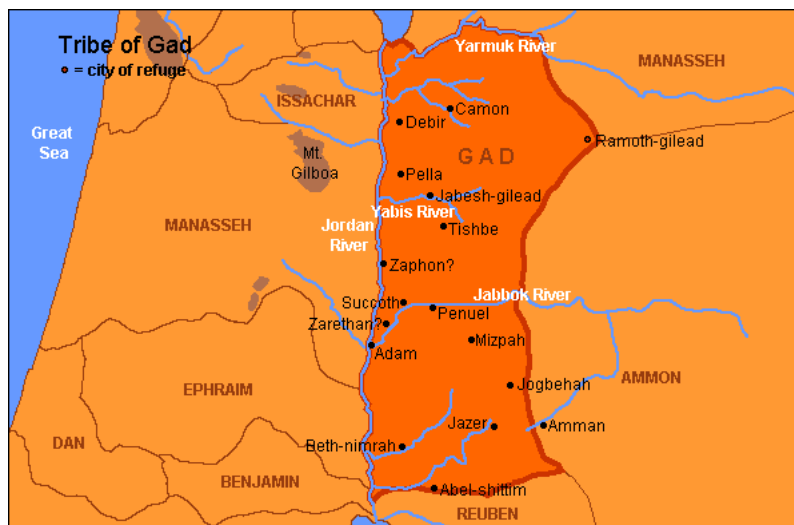 Tribe of Gad
= city of refuge
Yarmuk River
MANASSEH
ISSACHAR
Camon
Debir
Great
Sea
Mt.
Gilboa
GAD
Ramoth-gilead
Pella
Jabesh-gilead
Yabis River
MANASSEH
Jordan
River
Tishbe
Zaphon?
Succoth
Jabbok River
Penuel
Zarethan?
Mizpah
Adam
EPHRAIM
Jogbehah
AMMON
Jazer
Amman
DAN
Beth-nimrah
BENJAMIN
Abel-shittim
REUBEN